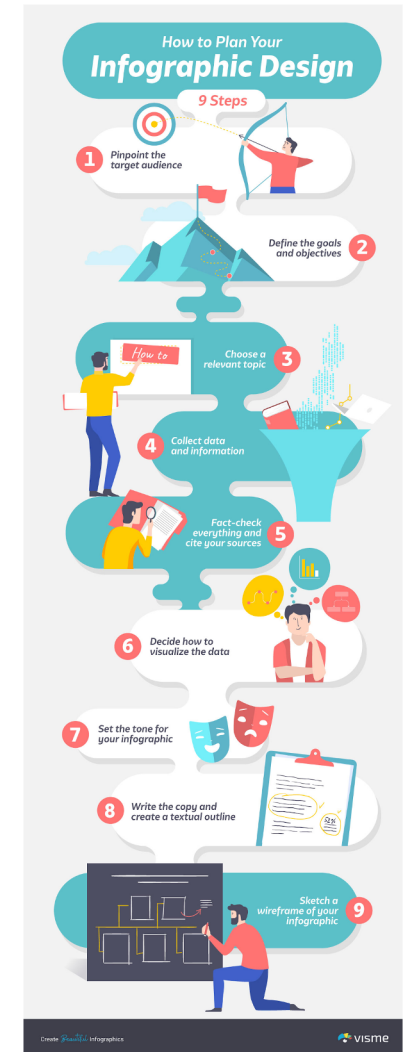 How to Plan Your
Infographic Design
9 Steps
1
Pinpoint the
target audience
Define the goals
and objectives
2
How to
Choose a
relevant topic
3
4
Collect data
and information
Fact-check
everything and
cite your sources
5
6
Decide how to
visualize the data
7
Set the tone for
your infographic
8
Write the copy and
create a textual outline
Sketch a
wireframe of your
infographic
9
Create Beautiful Infographics
visme